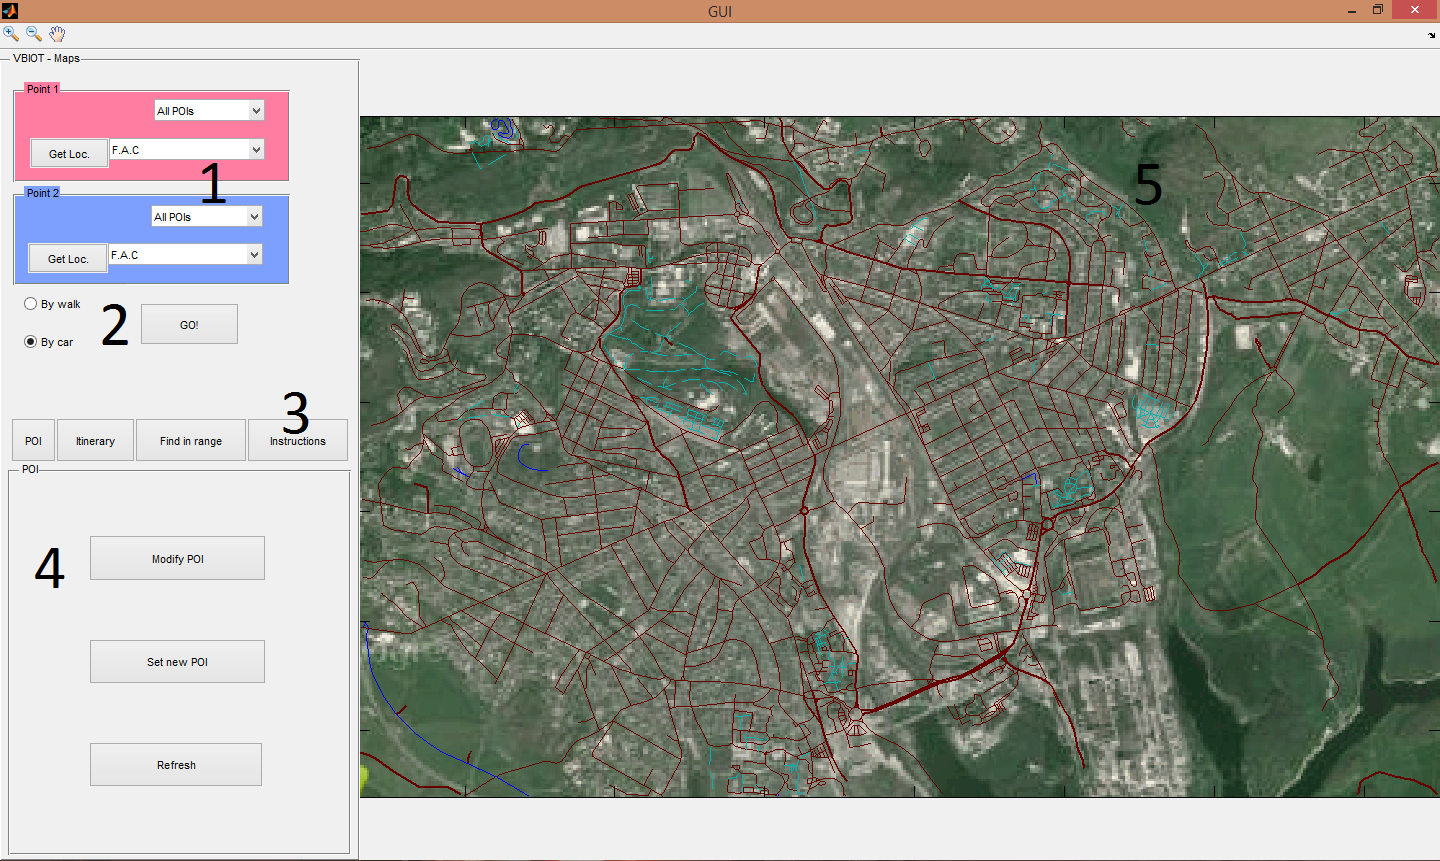 GUI
VBIOT - Maps
Point 1
All POIs
Get Loc.
F.A.C
1
Point 2
All POIs
Get Loc.
F.A.C
By walk
2
GO!
By car
3
POI
Itinerary
Find in range
Instructions
POI
4
Modify POI
Set new POI
Refresh
5